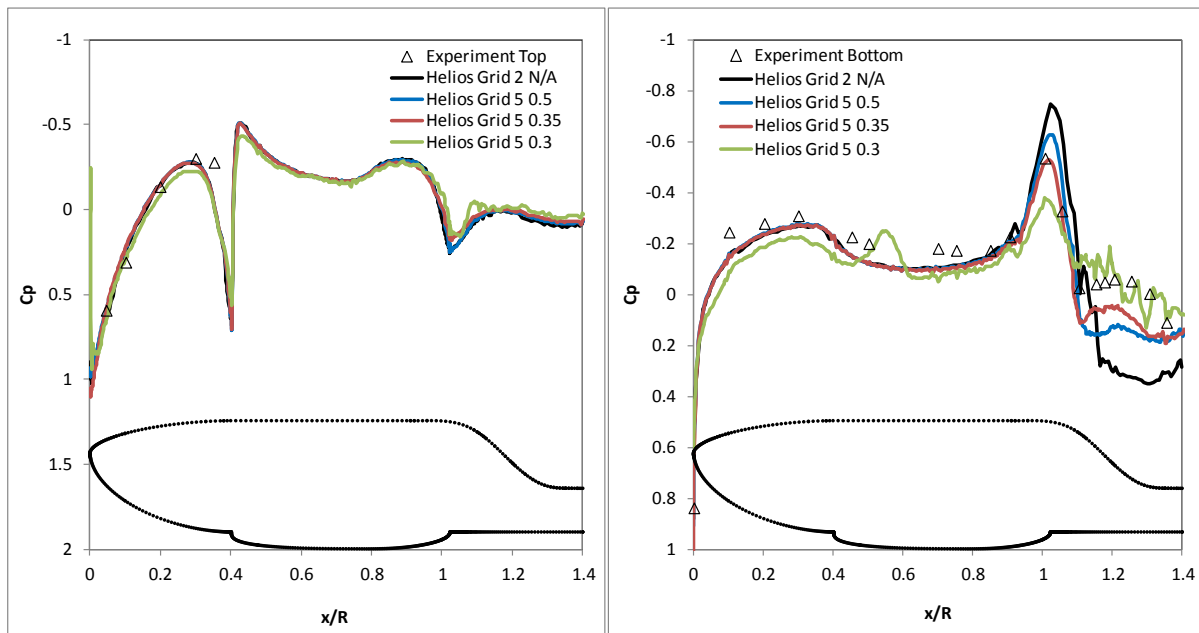 -1
-0.5
0
0.5
1
1.5
2
Cp
Experiment Top
Helios Grid 2 N/A
Helios Grid 5 0.5
Helios Grid 5 0.35
Helios Grid 5 0.3
0 0.2 0.4 0.6 0.8 1 1.2 1.4
x/R
-1
-0.8
-0.6
-0.4
-0.2
0
0.2
0.4
0.6
0.8
1
Cp
Experiment Bottom
Helios Grid 2 N/A
Helios Grid 5 0.5
Helios Grid 5 0.35
Helios Grid 5 0.3
0 0.2 0.4 0.6 0.8 1 1.2 1.4
x/R